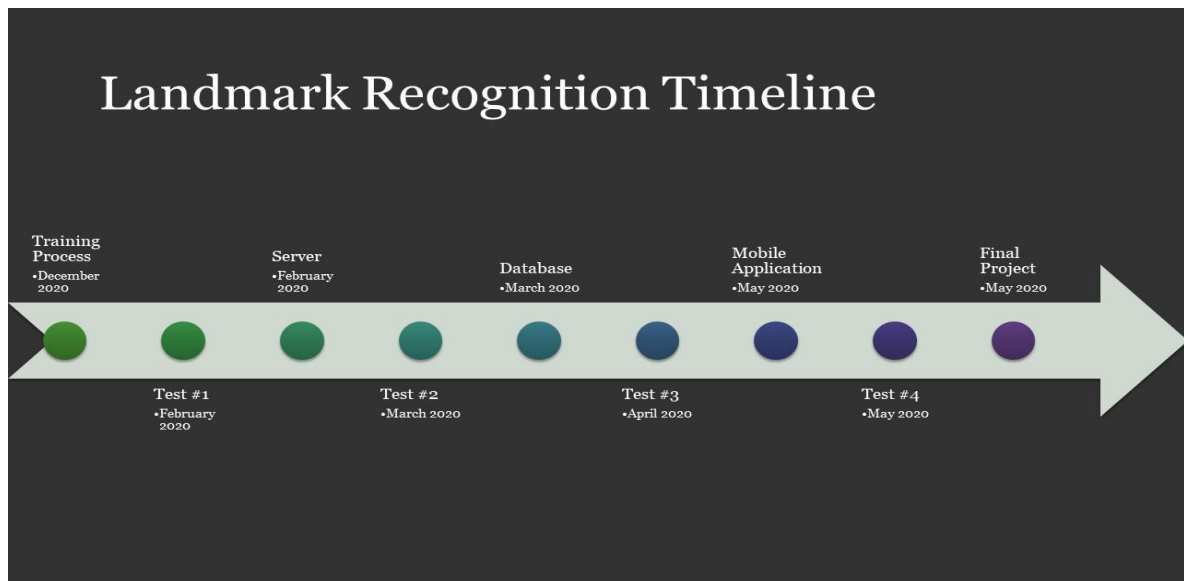 Landmark Recognition Timeline
Training
Process
•December
2020
Test #1
•February
2020
Server
•February
2020
Test #2
•March 2020
Database
•March 2020
Test #3
•April 2020
Mobile
Application
•May 2020
Test #4
•May 2020
Final
Project
•May 2020